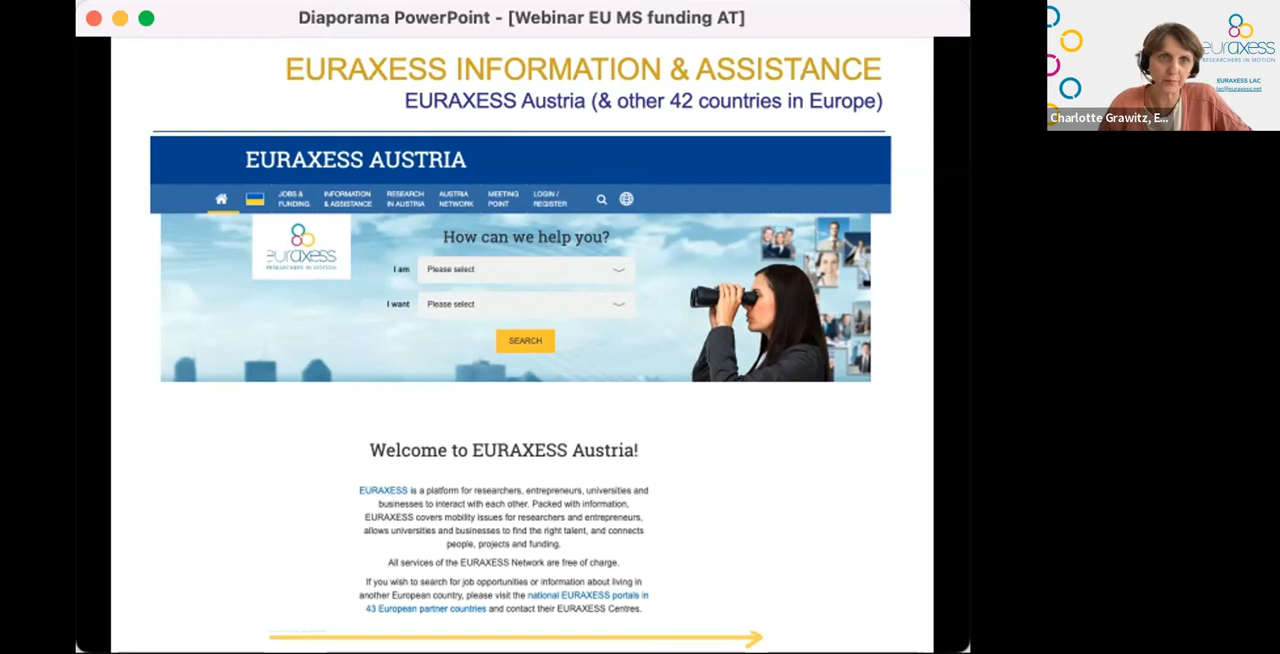 Diaporama PowerPoint - [Webinar EU MS funding AT]
EURAXESS INFORMATION & ASSISTANCE
EURAXESS Austria (& other 42 countries in Europe)
EURAXESS AUSTRIA
JOBS &
FUNDING
INFORMATION
& ASSISTANCE
RESEARCH
IN AUSTRIA
AUSTRIA
NETWORK
MEETING
POINT
LOGIN /
REGISTER
euraxess
RESEARCHERS IN MOTION
How can we help you?
I am
Please select
I want
Please select
SEARCH
Welcome to EURAXESS Austria!
EURAXESS is a platform for researchers, entrepreneurs, universities and
businesses to interact with each other. Packed with information,
EURAXESS covers mobility issues for researchers and entrepreneurs,
allows universities and businesses to find the right talent, and connects
people, projects and funding.
All services of the EURAXESS Network are free of charge.
If you wish to search for job opportunities or information about living in
another European country, please visit the national EURAXESS portals in
43 European partner countries and contact their EURAXESS Centres.
euraxess
RESEARCHERS IN MOTION
EURAXESS LAC
lac@euraxess.net
Charlotte Grawitz, E...